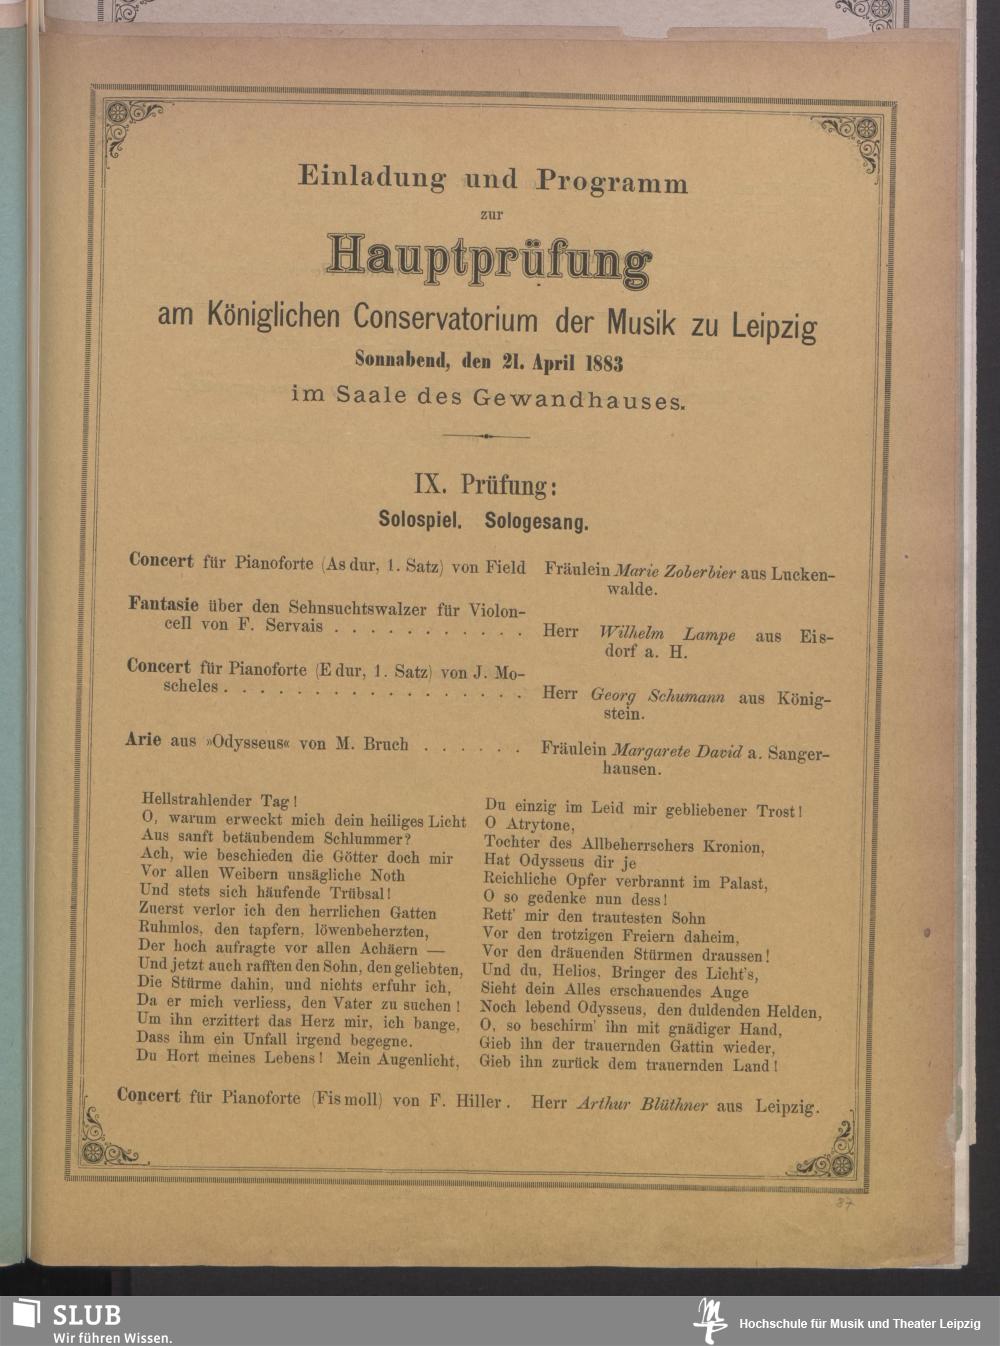 Einladung und Programm
zur
Hauptprüfung
am Königlichen Conservatorium der Musik zu Leipzig
Sonnabend, den 21. April 1883
im Saale des Gewandhauses.
IX. Prüfung:
Solospiel. Sologesang.
Concert für Pianoforte (As dur, 1. Satz) von Field Fräulein Marie Zoberbier aus Lucken-
walde.
Fantasie über den Sehnsuchtswalzer für Violon-
cell von F. Servais . . . . . . . . . . . Herr Wilhelm Lampe aus Eis-
dorf a. H.
Concert für Pianoforte (E dur, 1. Satz) von J. Mo-
scheles . . . . . . . . . . . . . . . . . Herr Georg Schumann aus König-
stein.
Arie aus »Odysseus« von M. Bruch . . . . . . Fräulein Margarete David a. Sanger-
hausen.
Hellstrahlender Tag!
O, warum erweckt mich dein heiliges Licht
Aus sanft betäubendem Schlummer?
Ach, wie beschieden die Götter doch mir
Vor allen Weibern unsägliche Noth
Und stets sich häufende Trübsal!
Zuerst verlor ich den herrlichen Gatten
Ruhmlos, den tapfern, löwenbeherzten,
Der hoch aufragte vor allen Achäern —
Und jetzt auch rafften den Sohn, den geliebten,
Die Stürme dahin, und nichts erfuhr ich,
Da er mich verliess, den Vater zu suchen!
Um ihn erzittert das Herz mir, ich bange,
Dass ihm ein Unfall irgend begegne.
Du Hort meines Lebens! Mein Augenlicht,
Du einzig im Leid mir gebliebener Trost!
O Atrytone,
Tochter des Allbeherrschers Kronion,
Hat Odysseus dir je
Reichliche Opfer verbrannt im Palast,
O so gedenke nun dess!
Rett' mir den trautesten Sohn
Vor den trotzigen Freiern daheim,
Vor den dräuenden Stürmen draussen!
Und du, Helios, Bringer des Licht's,
Sieht dein Alles erschauendes Auge
Noch lebend Odysseus, den duldenden Helden,
O, so beschirm' ihn mit gnädiger Hand,
Gieb ihn der trauernden Gattin wieder,
Gieb ihn zurück dem trauernden Land!
Concert für Pianoforte (Fis moll) von F. Hiller. Herr Arthur Blüthner aus Leipzig.
87
SLUB
Wir führen Wissen.
Hochschule für Musik und Theater Leipzig